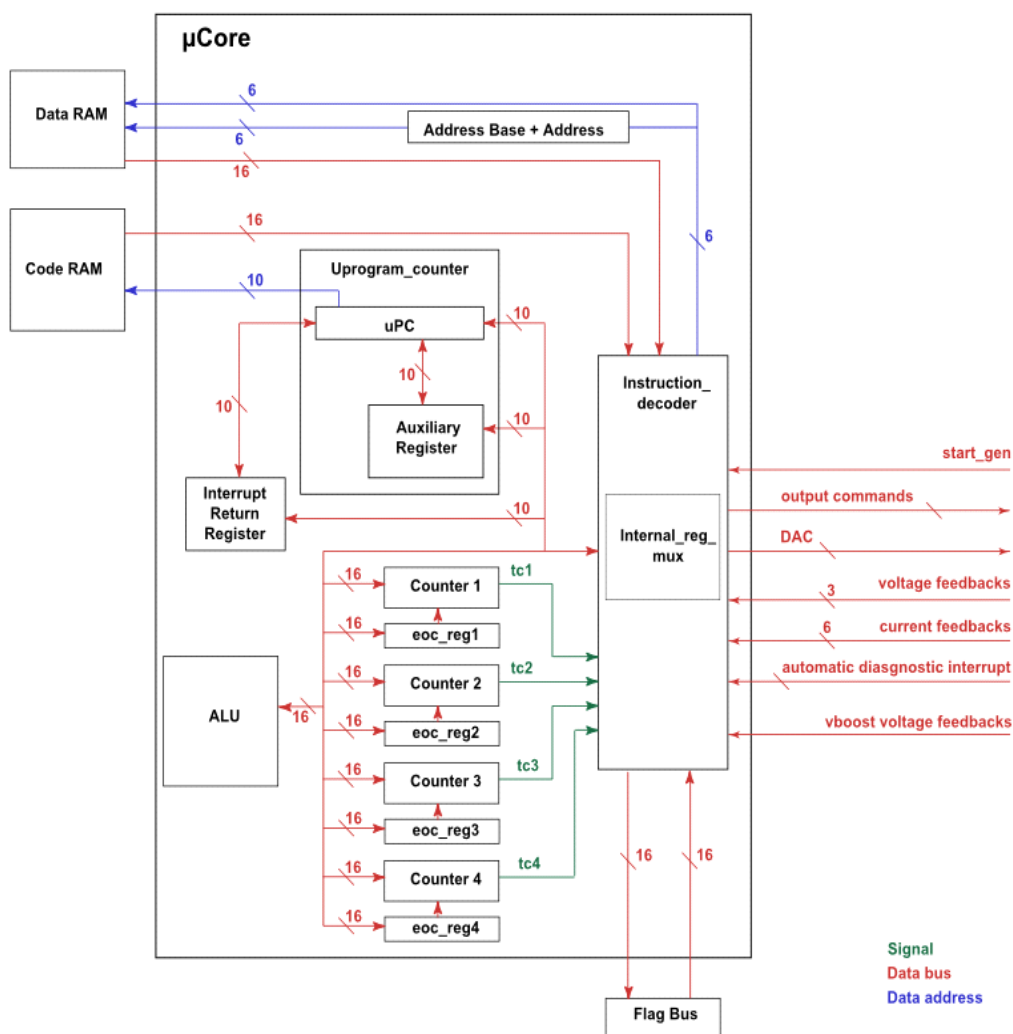 µCore
Data RAM
6
Address Base + Address
6
16
6
Code RAM
16
10
Uprogram_counter
uPC
10
10
10
Auxiliary
Register
10
Interrupt
Return
Register
10
Instruction_
decoder
Internal_reg_
mux
start_gen
output commands
DAC
3
voltage feedbacks
6
current feedbacks
automatic diasgnostic interrupt
vboost voltage feedbacks
ALU
16
16
Counter 1
tc1
16
eoc_reg1
16
Counter 2
tc2
16
eoc_reg2
16
Counter 3
tc3
16
eoc_reg3
16
Counter 4
tc4
16
eoc_reg4
16
16
Flag Bus
Signal
Data bus
Data address